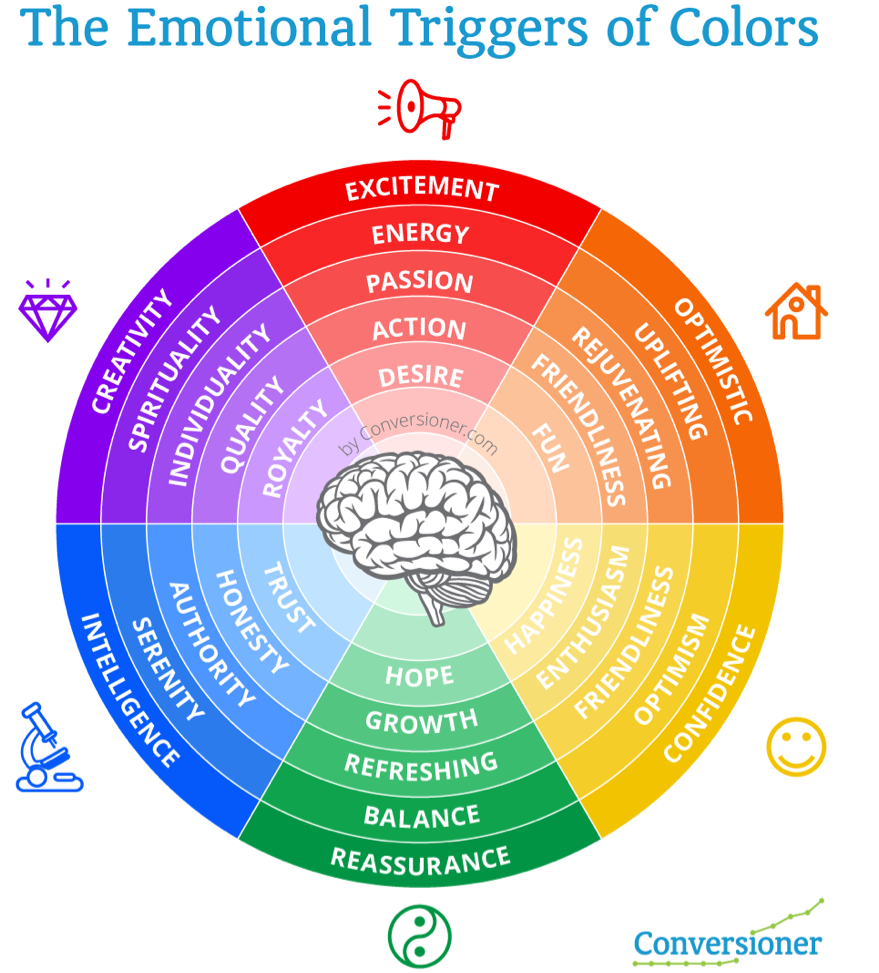 The Emotional Triggers of Colors
EXCITEMENT
ENERGY
PASSION
ACTION
DESIRE
by Conversioner.com
OPTIMISTIC
UPLIFTING
REJUVENATING
FRIENDLINESS
FUN
CONFIDENCE
OPTIMISM
FRIENDLINESS
ENTHUSIASM
HAPPINESS
HOPE
GROWTH
REFRESHING
BALANCE
REASSURANCE
INTELLIGENCE
SERENITY
AUTHORITY
HONESTY
TRUST
CREATIVITY
SPIRITUALITY
INDIVIDUALITY
QUALITY
ROYALTY
Conversioner